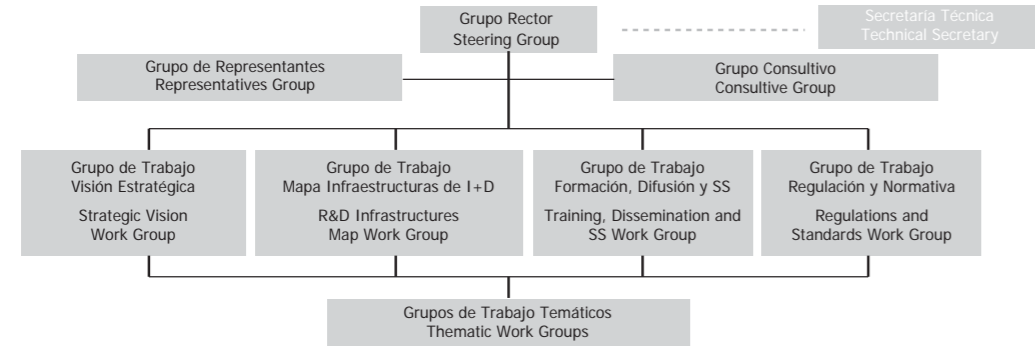 Grupo Rector
Steering Group
Secretaría Técnica
Technical Secretary
Grupo de Representantes
Representatives Group
Grupo Consultivo
Consultive Group
Grupo de Trabajo
Visión Estratégica
Strategic Vision
Work Group
Grupo de Trabajo
Mapa Infraestructuras de I+D
R&D Infrastructures
Map Work Group
Grupo de Trabajo
Formación, Difusión y SS
Training, Dissemination and
SS Work Group
Grupo de Trabajo
Regulación y Normativa
Regulations and
Standards Work Group
Grupos de Trabajo Temáticos
Thematic Work Groups